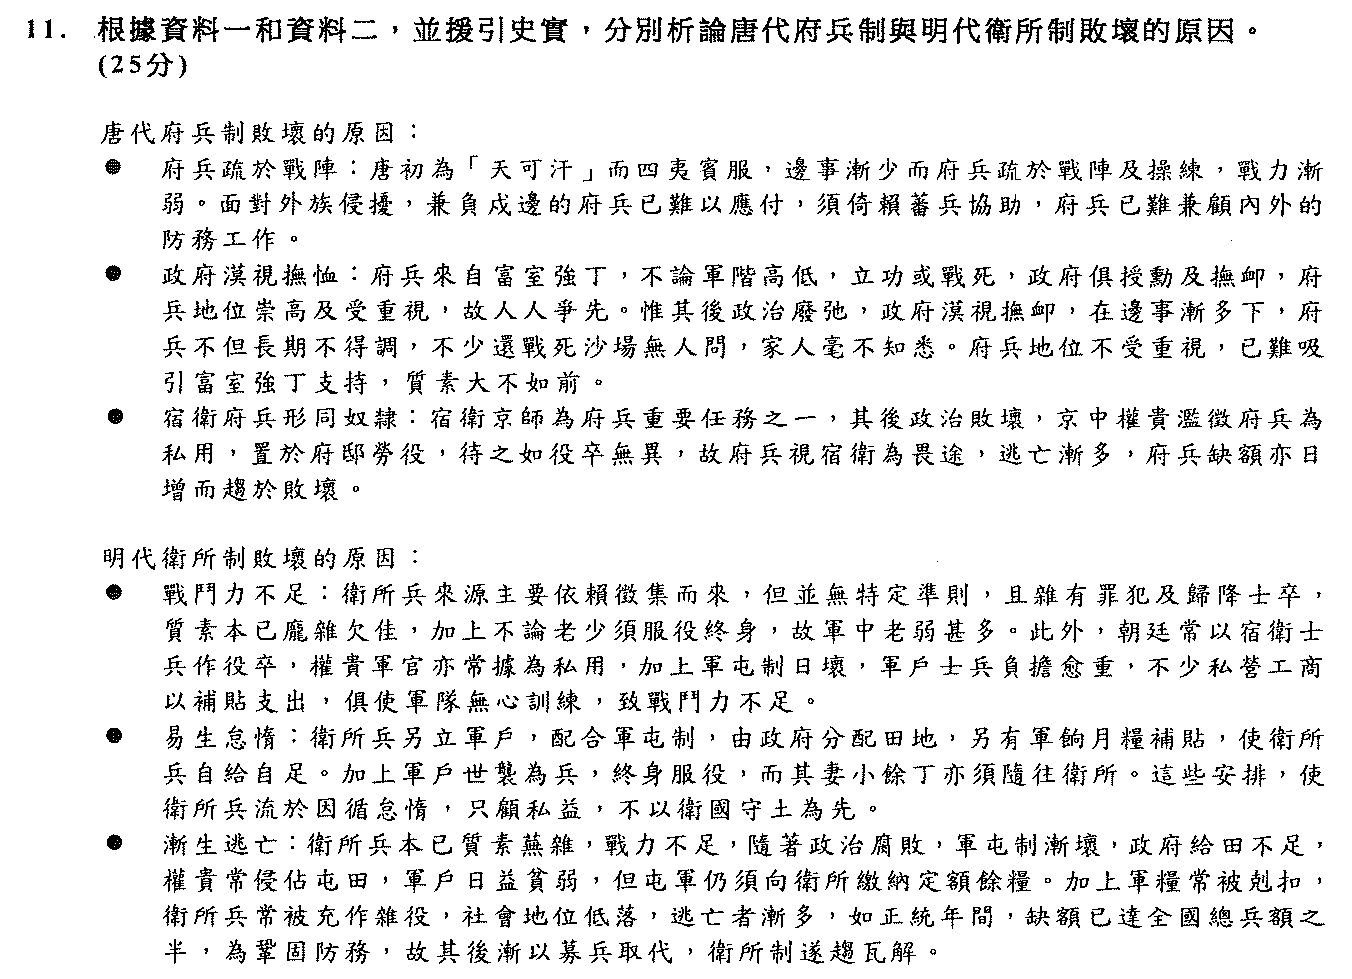 11. 根據資料一和資料二，並援引史實，分別析論唐代府兵制與明代衛所制敗壞的原因。
(25分)
唐代府兵制敗壞的原因：
● 府兵疏於戰陣：唐初為「天可汗」而四夷賓服，邊事漸少而府兵疏於戰陣及操練，戰力漸
弱。面對外族侵擾，兼負戍邊的府兵已難以應付，須倚賴蕃兵協助，府兵已難兼顧內外的
防務工作。
● 政府漠視撫恤：府兵來自富室強丁，不論軍階高低，立功或戰死，政府俱授勳及撫卹，府
兵地位崇高及受重視，故人人爭先。惟其後政治廢弛，政府漠視撫卹，在邊事漸多下，府
兵不但長期不得調，不少還戰死沙場無人問，家人毫不知悉。府兵地位不受重視，已難吸
引富室強丁支持，質素大不如前。
● 宿衛府兵形同奴隸：宿衛京師為府兵重要任務之一，其後政治敗壞，京中權貴濫徵府兵為
私用，置於府邸勞役，待之如役卒無異，故府兵視宿衛為畏途，逃亡漸多，府兵缺額亦日
增而趨於敗壞。
明代衛所制敗壞的原因：
● 戰鬥力不足：衛所兵來源主要依賴徵集而來，但並無特定準則，且雜有罪犯及歸降士卒，
質素本已龐雜欠佳，加上不論老少須服役終身，故軍中老弱甚多。此外，朝廷常以宿衛士
兵作役卒，權貴軍官亦常據為私用，加上軍屯制日壞，軍戶士兵負擔愈重，不少私營工商
以補貼支出，俱使軍隊無心訓練，致戰鬥力不足。
● 易生怠惰：衛所兵另立軍戶，配合軍屯制，由政府分配田地，另有軍餉月糧補貼，使衛所
兵自給自足。加上軍戶世襲為兵，終身服役，而其妻小餘丁亦須隨往衛所。這些安排，使
衛所兵流於因循怠惰，只顧私益，不以衛國守土為先。
● 漸生逃亡：衛所兵本已質素蕪雜，戰力不足，隨著政治腐敗，軍屯制漸壞，政府給田不足，
權貴常侵佔屯田，軍戶日益貧弱，但屯軍仍須向衛所繳納定額餘糧。加上軍糧常被剋扣，
衛所兵常被充作雜役，社會地位低落，逃亡者漸多，如正統年間，缺額已達全國總兵額之
半，為鞏固防務，故其後漸以募兵取代，衛所制遂趨瓦解。